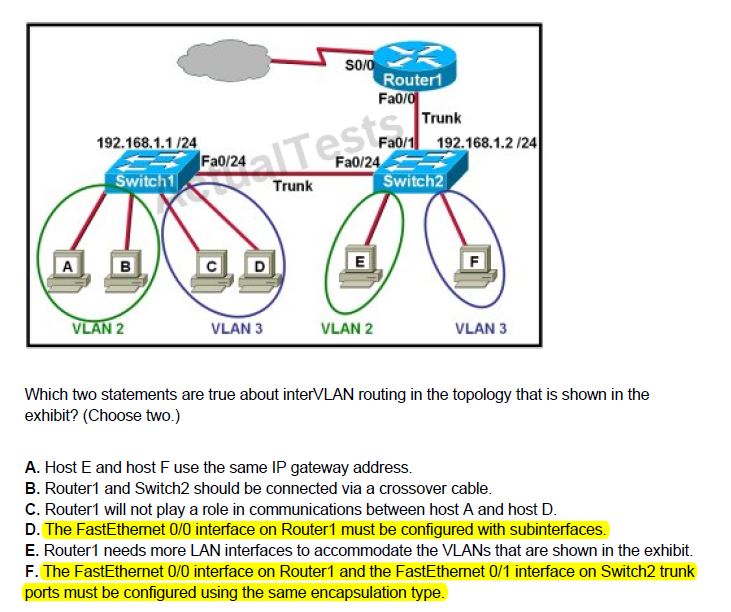 S0/0
Router1
Fa0/0
Trunk
192.168.1.1 /24
Fa0/1
192.168.1.2 /24
Fa0/24
Fa0/24
Switch1
Trunk
Switch2
ActualTests
A
B
C
D
E
F
VLAN 2
VLAN 3
VLAN 2
VLAN 3
Which two statements are true about interVLAN routing in the topology that is shown in the
exhibit? (Choose two.)
A. Host E and host F use the same IP gateway address.
B. Router1 and Switch2 should be connected via a crossover cable.
C. Router1 will not play a role in communications between host A and host D.
D. The FastEthernet 0/0 interface on Router1 must be configured with subinterfaces.
E. Router1 needs more LAN interfaces to accommodate the VLANs that are shown in the exhibit.
F. The FastEthernet 0/0 interface on Router1 and the FastEthernet 0/1 interface on Switch2 trunk
ports must be configured using the same encapsulation type.